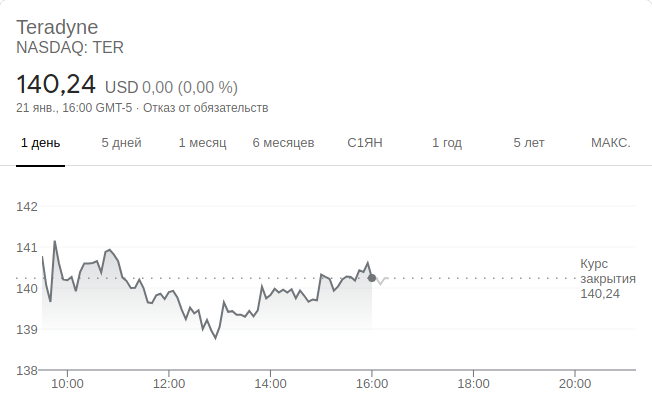 Teradyne
NASDAQ: TER
140,24 USD 0,00 (0,00 %)
21 янв., 16:00 GMT-5 · Отказ от обязательств
1 день 5 дней 1 месяц 6 месяцев С1ЯН 1 год 5 лет МАКС.
142
141
140
139
138
Курс
закрытия
140,24
10:00 12:00 14:00 16:00 18:00 20:00